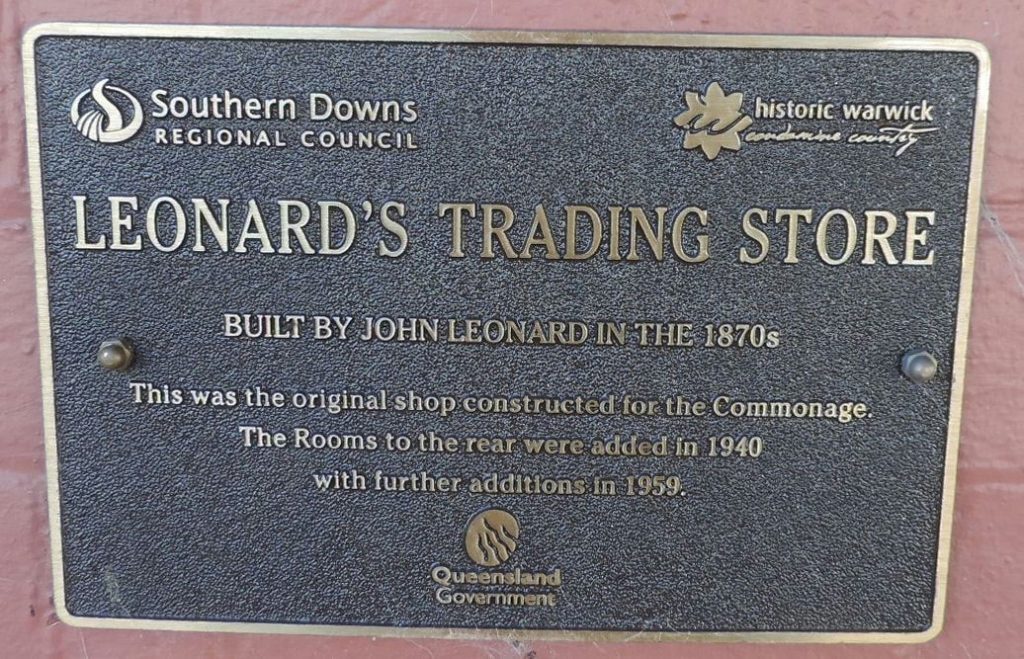 Southern Downs
REGIONAL COUNCIL
historic warwick
condamine country
LEONARD'S TRADING STORE
BUILT BY JOHN LEONARD IN THE 1870s
This was the original shop constructed for the Commonage.
The Rooms to the rear were added in 1940
with further additions in 1959.
Queensland
Government